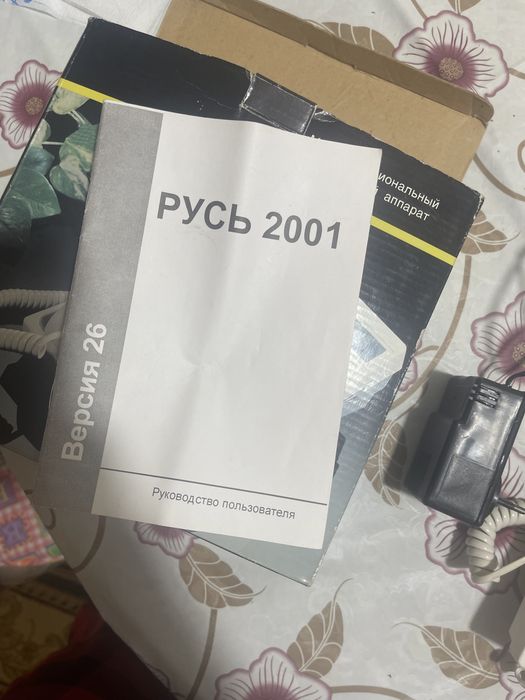 РУСЬ 2001
Версия 26
Руководство пользователя
иональный
аппарат